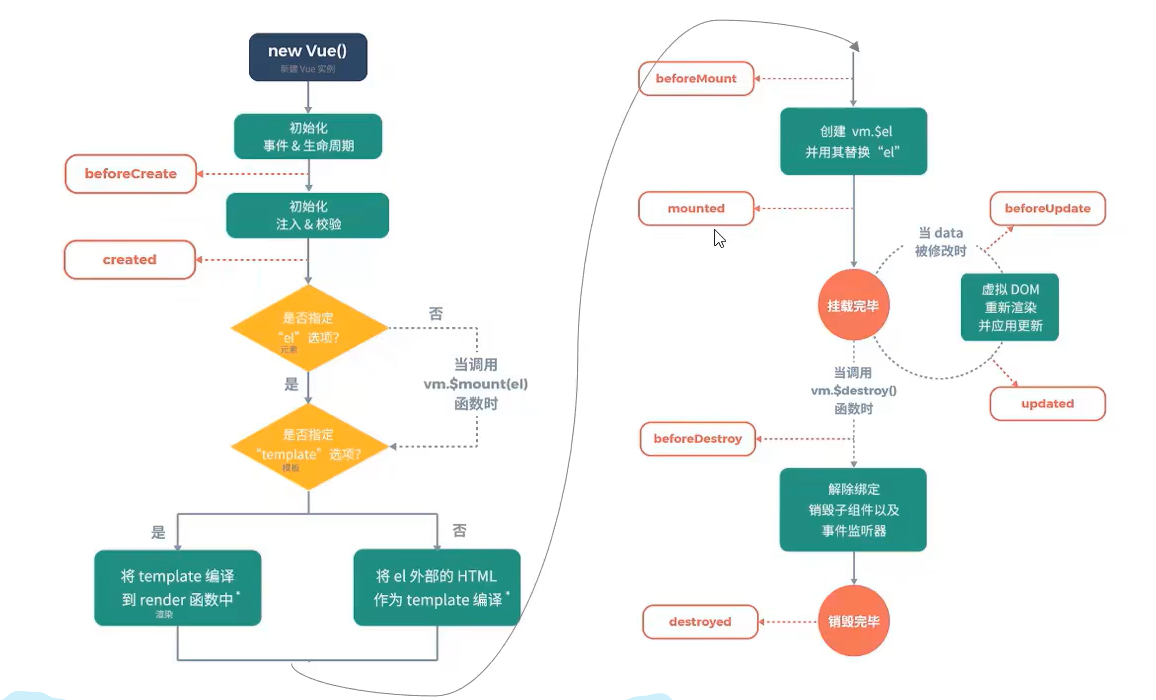 new Vue()
新建 Vue 实例
初始化
事件 & 生命周期
beforeCreate
初始化
注入 & 校验
created
是否指定
“el”选项？
元素
否
是
当调用
vm.$mount(el)
函数时
是否指定
“template”选项？
模板
是
否
将 template 编译
到 render 函数中*
渲染
将 el 外部的 HTML
作为 template 编译*
beforeMount
创建 vm.$el
并用其替换“el”
mounted
beforeUpdate
当 data
被修改时
挂载完毕
虚拟 DOM
重新渲染
并应用更新
当调用
vm.$destroy()
函数时
updated
beforeDestroy
解除绑定
销毁子组件以及
事件监听器
销毁完毕
destroyed